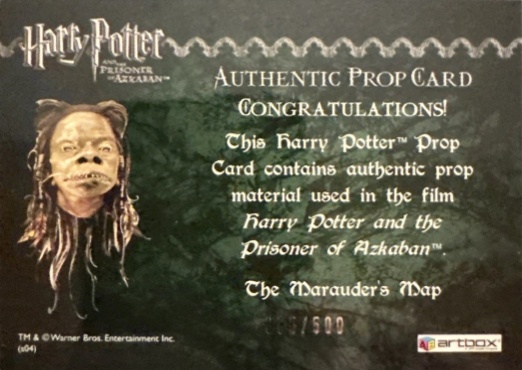 Harry Potter
AND THE
PRISONER
OF AZKABAN™
AUTHENTIC PROP CARD
CONGRATULATIONS!
This Harry Potter™ Prop
Card contains authentic prop
material used in the film
Harry Potter and the
Prisoner of Azkaban™.
The Marauder's Map
/500
TM & © Warner Bros. Entertainment Inc.
(s04)
artbox